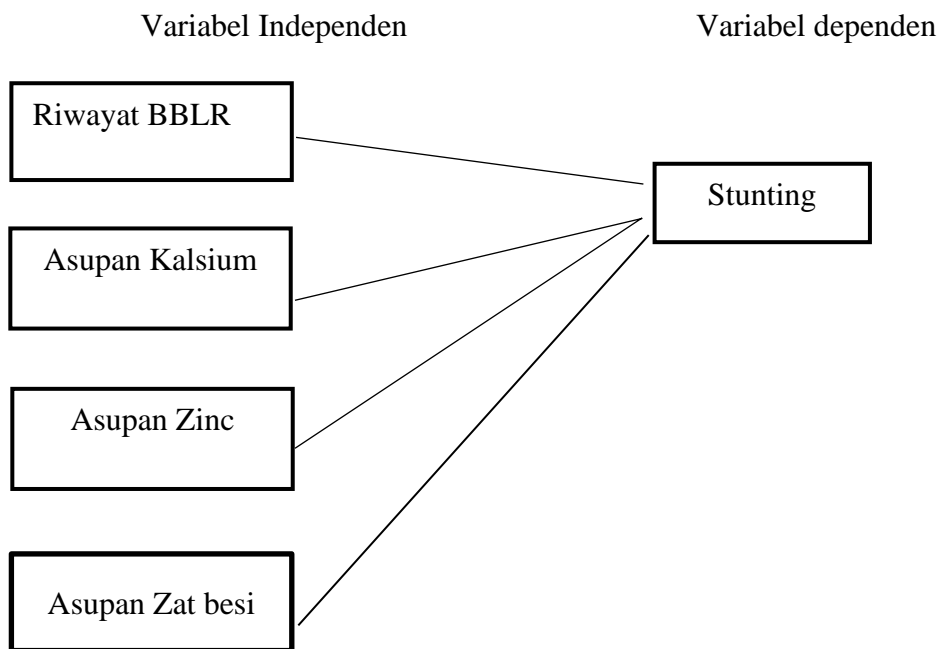 Variabel Independen
Variabel dependen
Riwayat BBLR
Stunting
Asupan Kalsium
Asupan Zinc
Asupan Zat besi